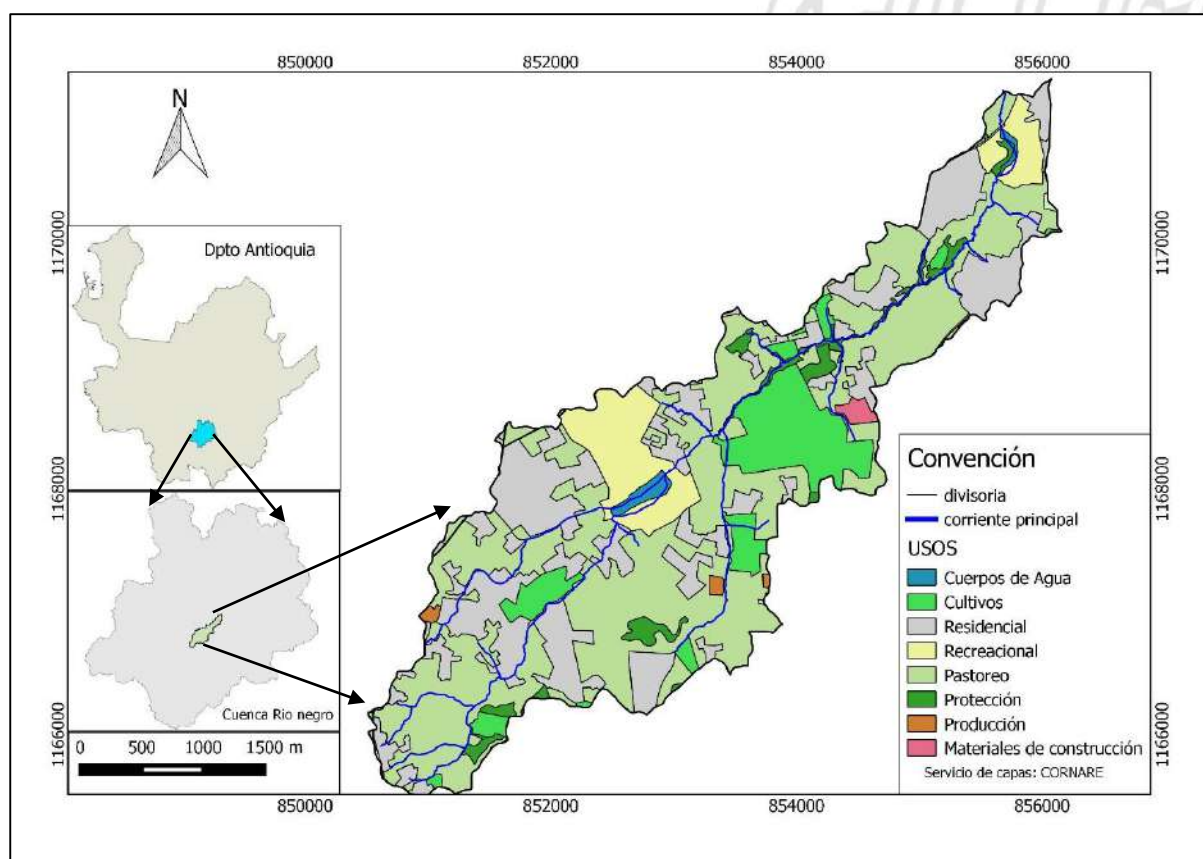 850000
852000
854000
856000
N
1170000
1170000
Dpto Antioquia
1168000
1168000
Cuenca Rio negro
1166000
1166000
0 500 1000 1500 m
Convención
divisoria
corriente principal
USOS
Cuerpos de Agua
Cultivos
Residencial
Recreacional
Pastoreo
Protección
Producción
Materiales de construcción
Servicio de capas: CORNARE
850000
852000
854000
856000